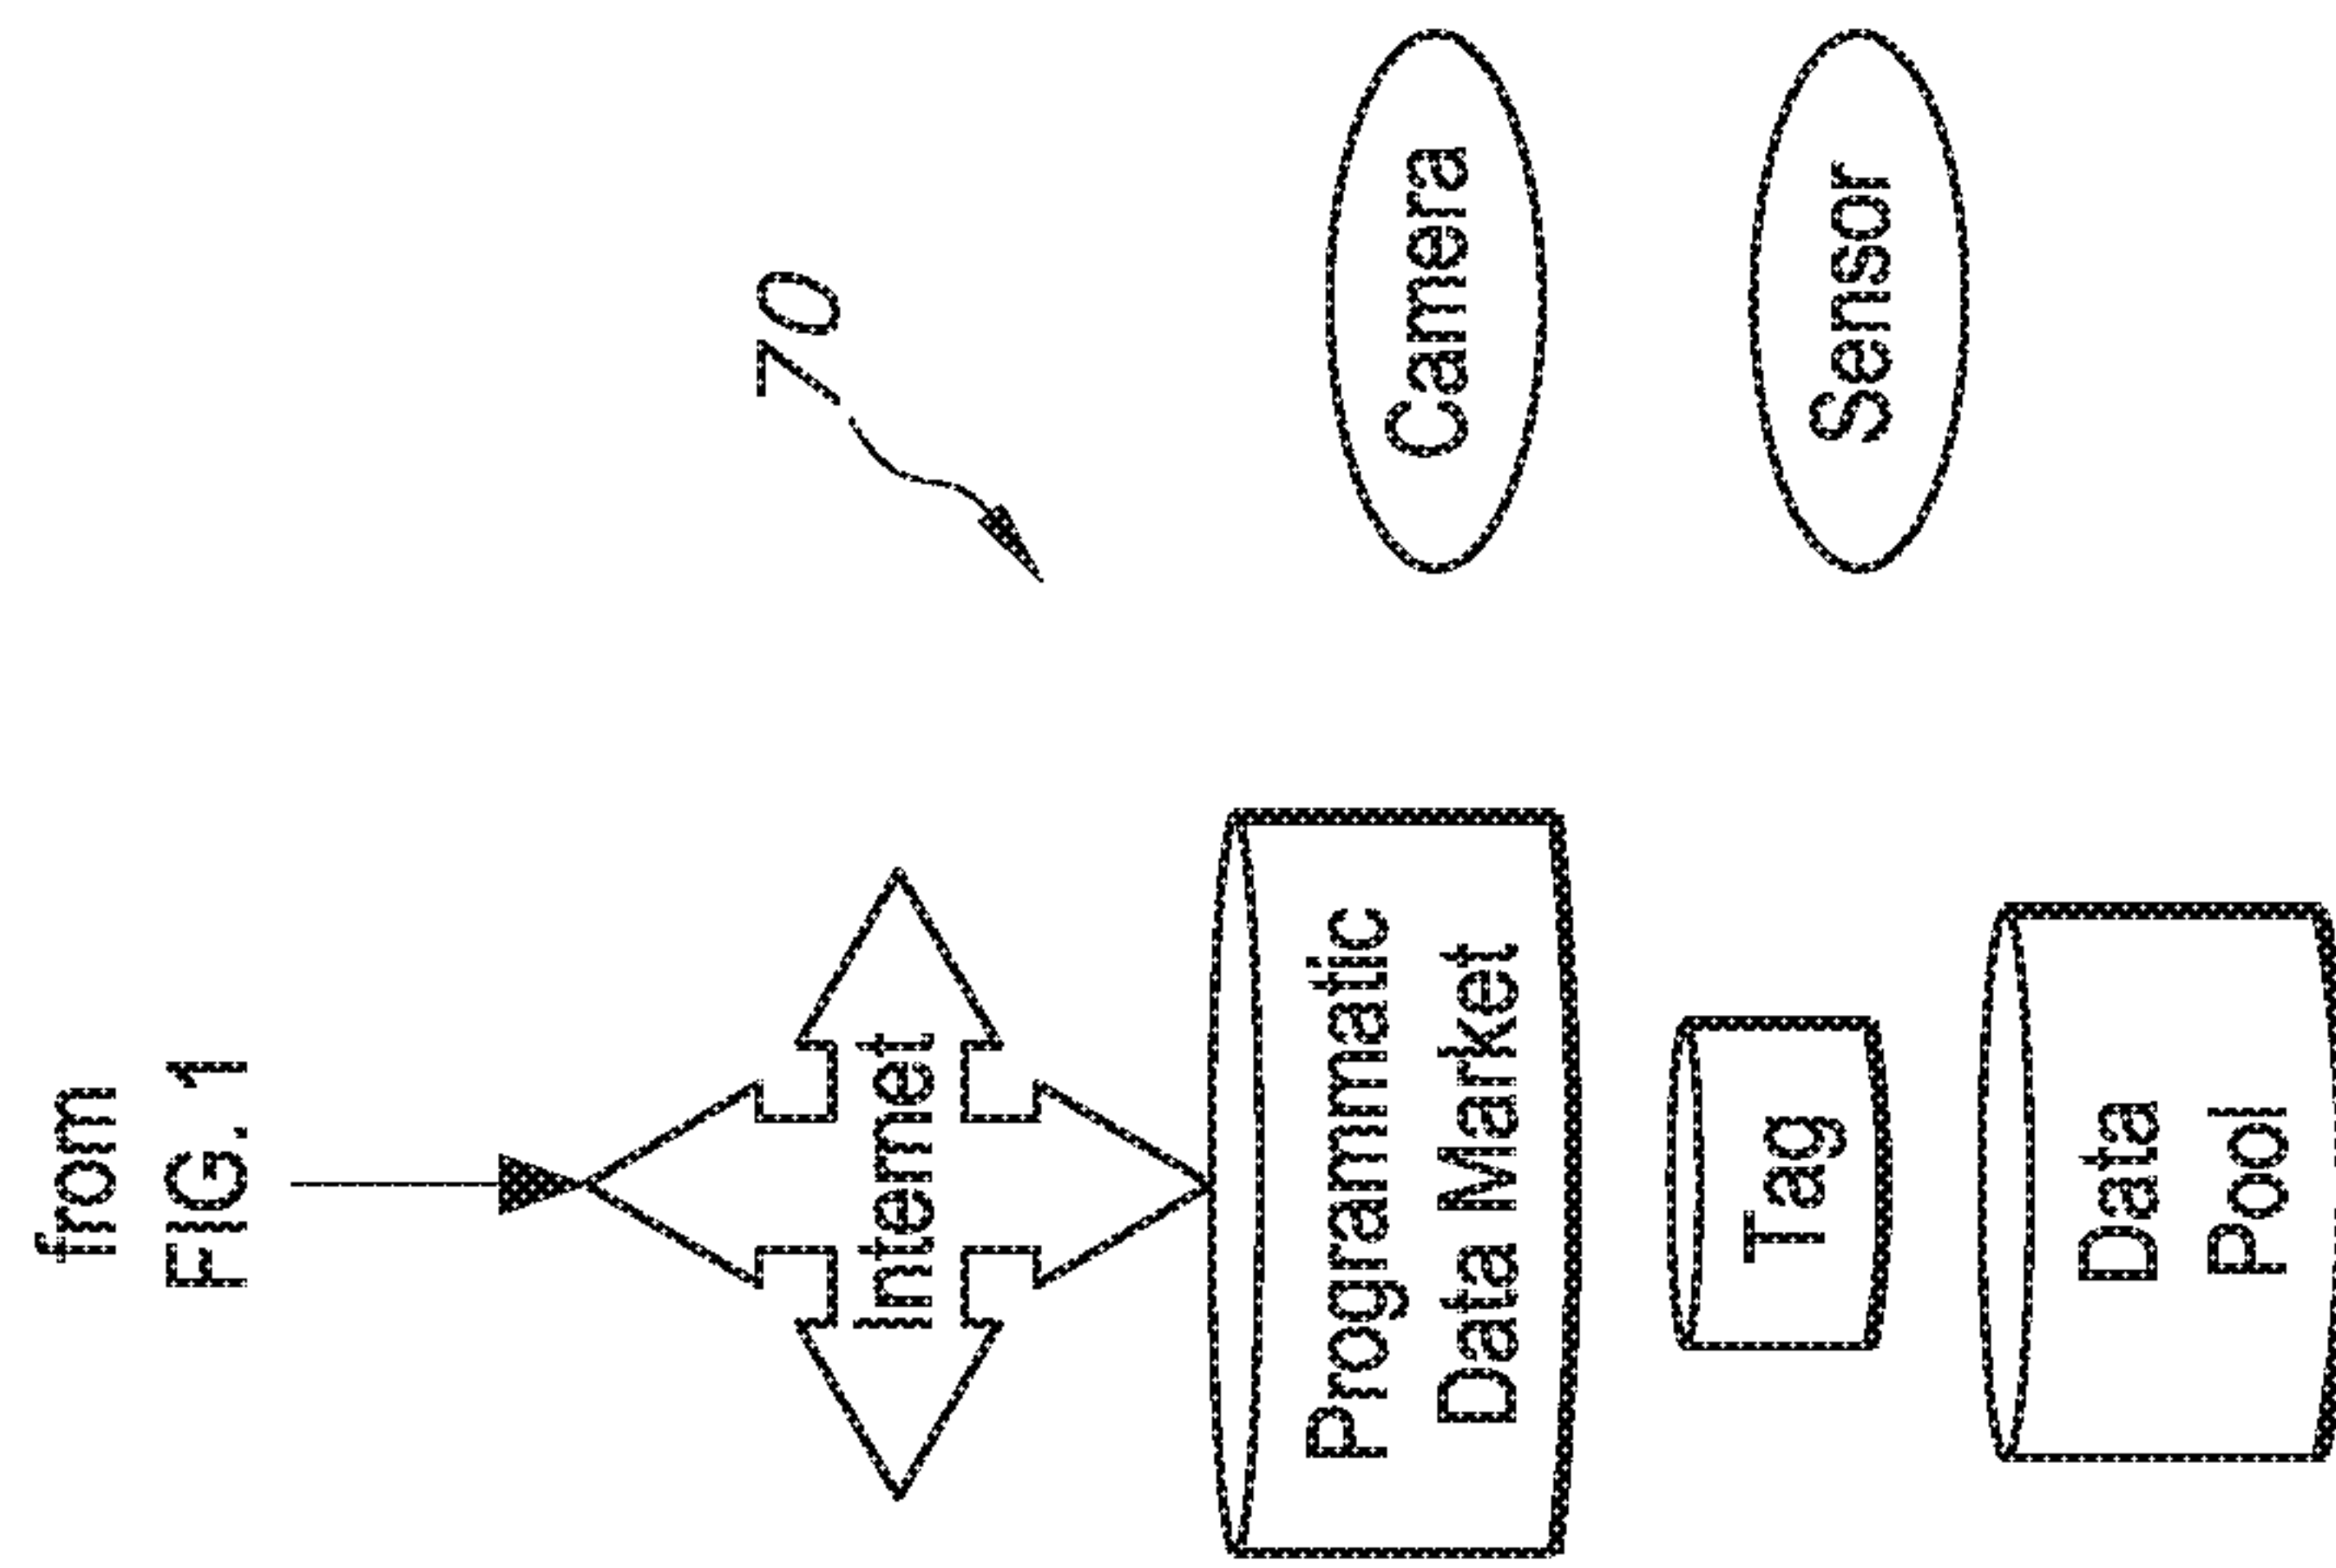 from
FIG. 1
70
Internet
Programmatic
Data Market
Camera
Tag
Sensor
Data
Pool